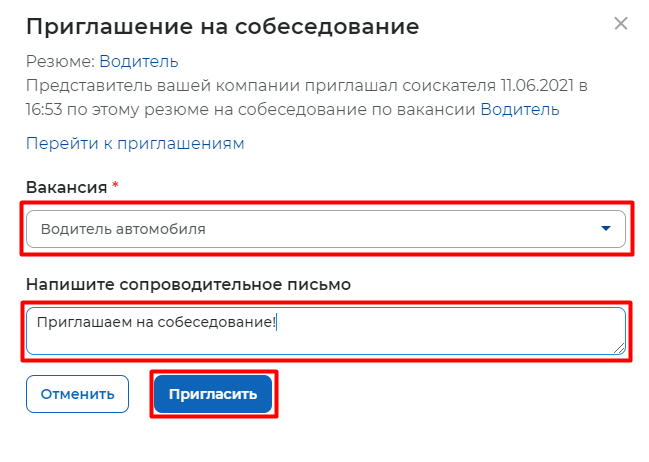 Приглашение на собеседование
Резюме: Водитель
Представитель вашей компании приглашал соискателя 11.06.2021 в
16:53 по этому резюме на собеседование по вакансии Водитель
Перейти к приглашениям
Вакансия *
Водитель автомобиля
Напишите сопроводительное письмо
Приглашаем на собеседование!
Отменить Пригласить